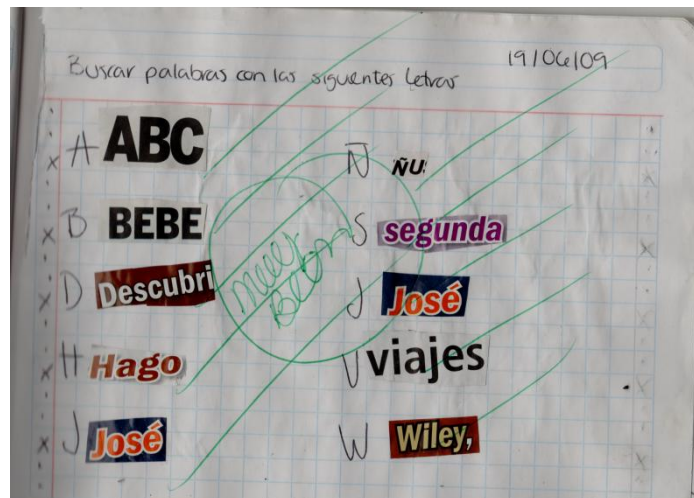 19/06/09
Buscar palabras con las siguientes letras
A ABC
B BEBE
D Descubri
H Hago
J José
Ñ ÑU
S segunda
J José
V viajes
W Wiley,
Muy
Bien